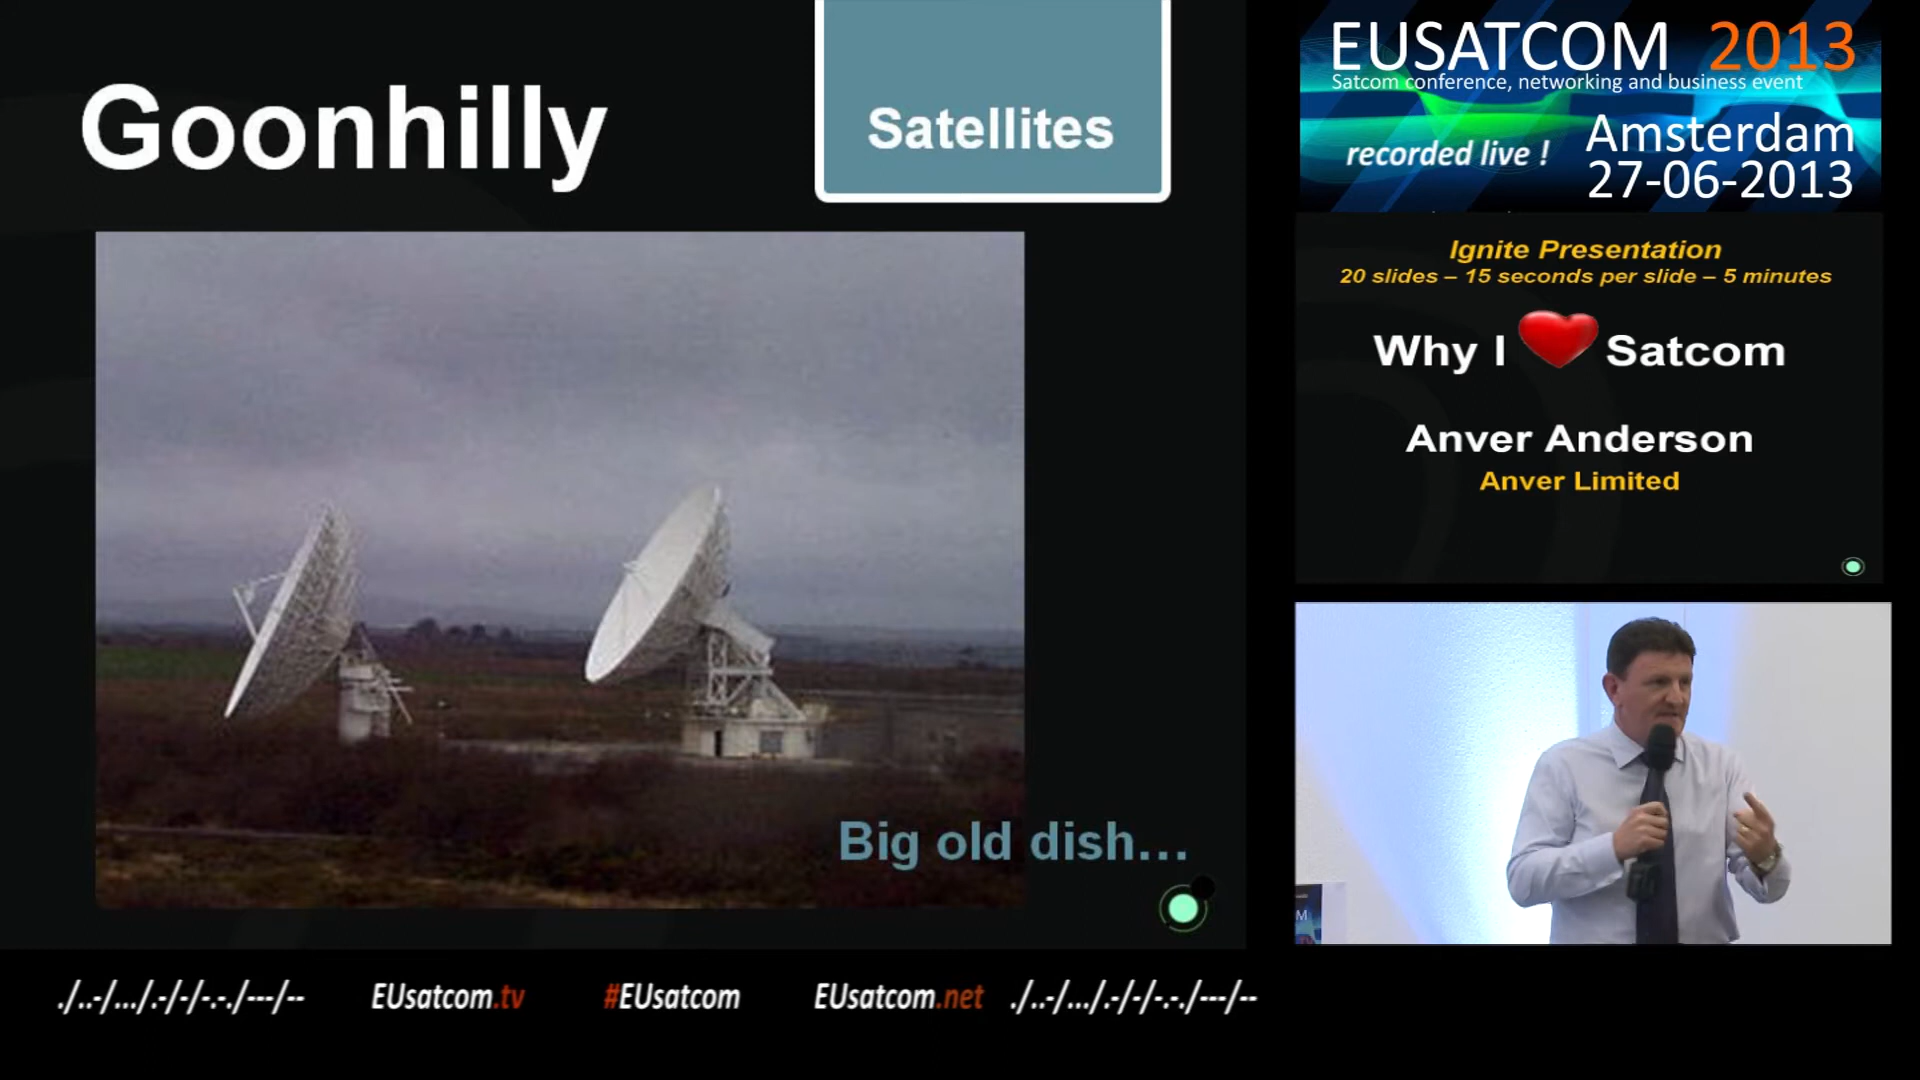 Goonhilly
Satellites
Big old dish...
EUSATCOM 2013
Satcom conference, networking and business event
recorded live !
Amsterdam
27-06-2013
Ignite Presentation
20 slides – 15 seconds per slide – 5 minutes
Why I Satcom
Anver Anderson
Anver Limited
M
./..-/.../.-/-/-.-./---/--
EUsatcom.tv
#EUsatcom
EUsatcom.net
./..-/.../.-/-/-.-./---/--